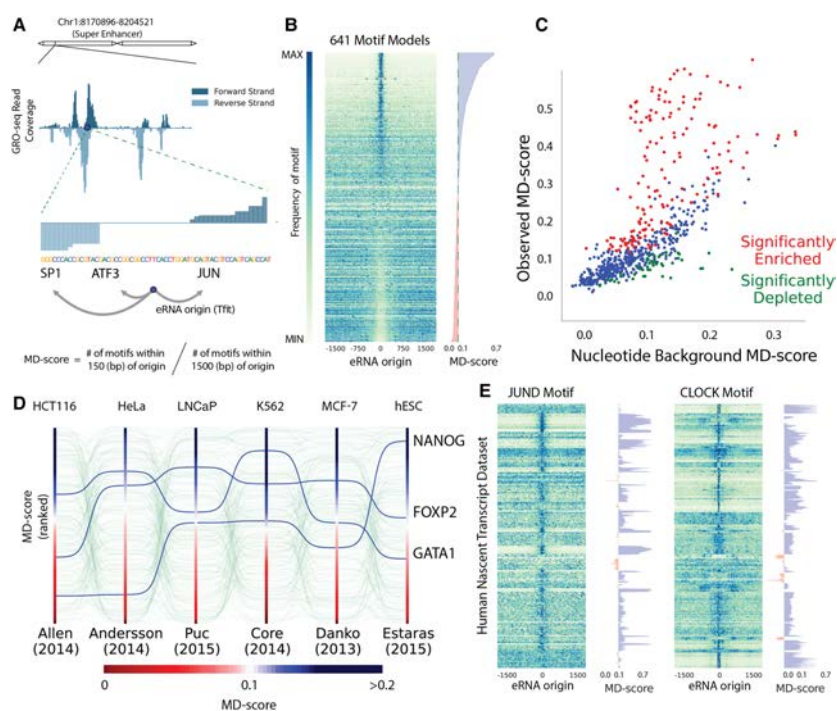 A
Chr1:8170896-8204521
(Super Enhancer)
GRO-seq Read
Coverage
Forward Strand
Reverse Strand
SP1
ATF3
JUN
eRNA origin (Tfit)
MD-score =
# of motifs within
150 (bp) of origin
/
# of motifs within
1500 (bp) of origin
B
641 Motif Models
MAX
Frequency of motif
MIN
-1500
0
1500
0.1
0.7
eRNA origin
MD-score
C
Observed MD-score
0.5
0.4
0.3
0.2
0.1
0.0
Significantly
Enriched
Significantly
Depleted
0.0
0.1
0.2
0.3
Nucleotide Background MD-score
D
HCT116
HeLa
LNCaP
K562
MCF-7
hESC
MD-score
(ranked)
NANOG
FOXP2
GATA1
Allen
(2014)
Andersson
(2014)
Puc
(2015)
Core
(2014)
Danko
(2013)
Estaras
(2015)
0
0.1
>0.2
MD-score
E
JUND Motif
CLOCK Motif
Human Nascent Transcript Dataset
-1500
0
1500
0.0
0.1
0.7
-1500
0
1500
0.0
0.1
0.7
eRNA origin
MD-score
eRNA origin
MD-score